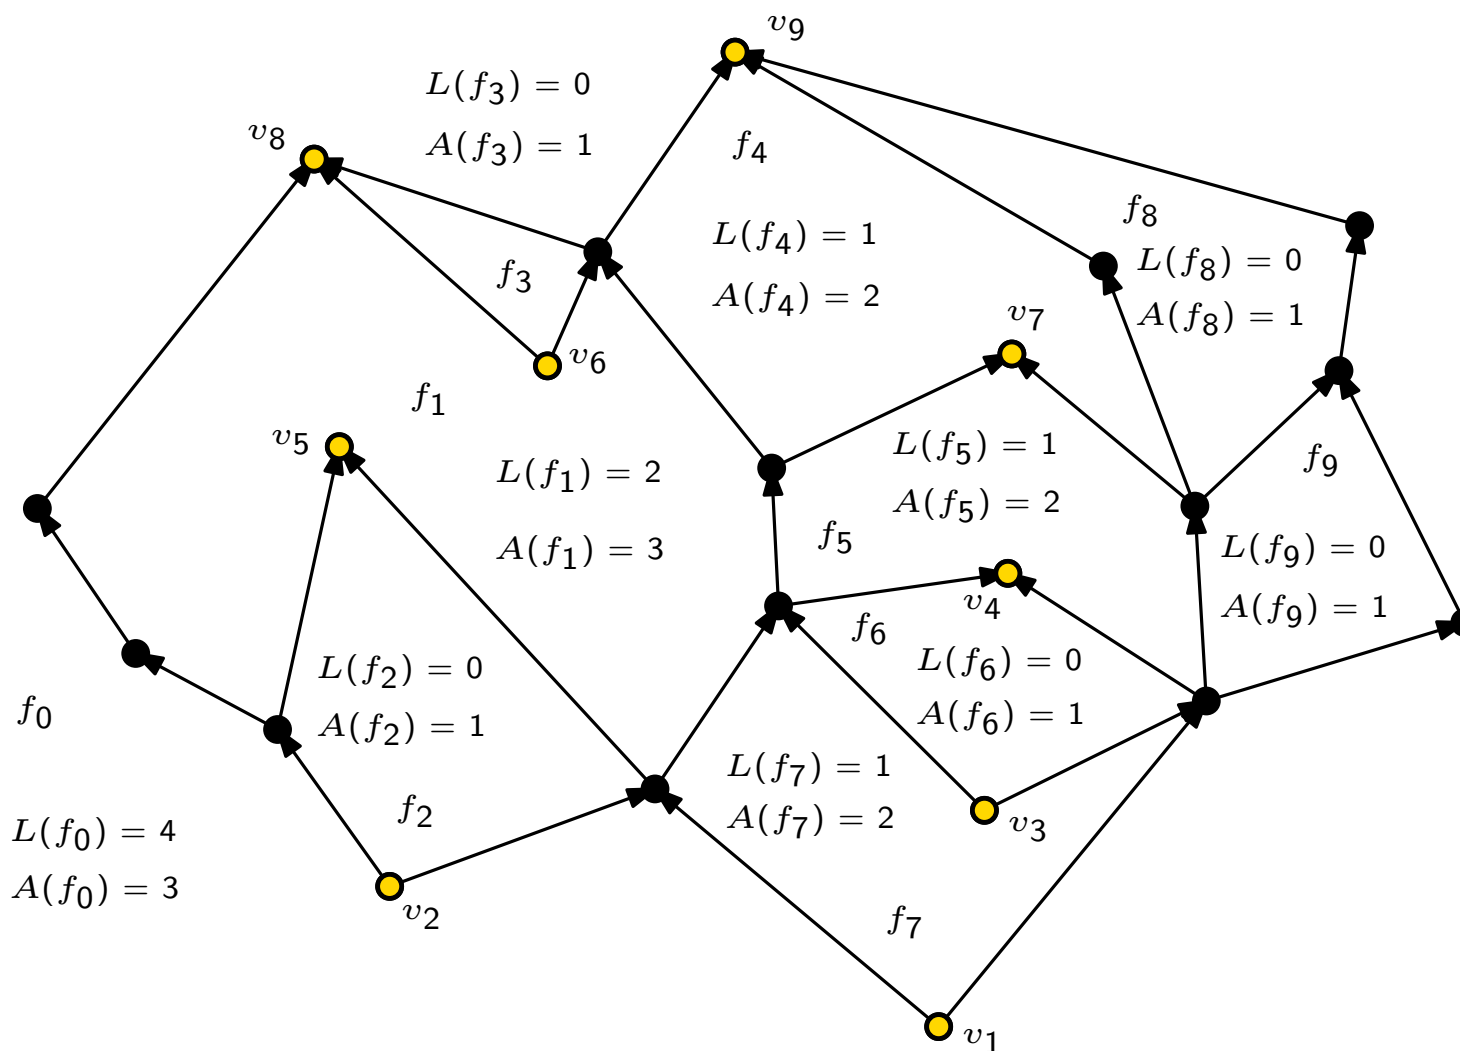 v9
L(f3) = 0
v8
A(f3) = 1
f4
f8
L(f4) = 1
L(f8) = 0
f3
A(f4) = 2
A(f8) = 1
v7
v6
f1
v5
L(f5) = 1
f9
L(f1) = 2
A(f5) = 2
f5
A(f1) = 3
L(f9) = 0
v4
A(f9) = 1
f6
L(f2) = 0
L(f6) = 0
f0
A(f2) = 1
A(f6) = 1
L(f7) = 1
f2
A(f7) = 2
v3
L(f0) = 4
A(f0) = 3
v2
f7
v1